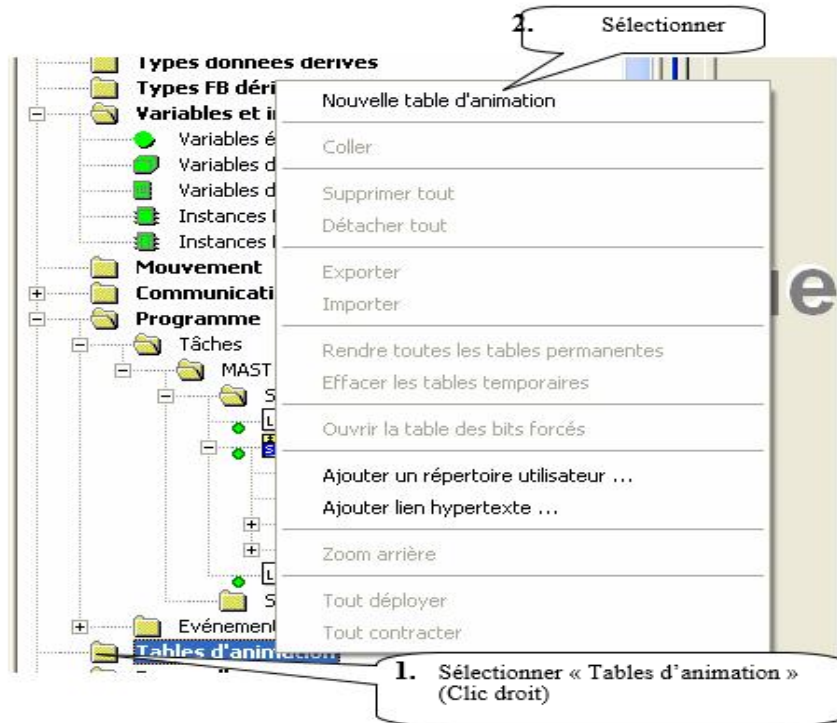 2. Sélectionner
Types données dérivés
Types FB déri
Variables et i
Variables é
Variables d
Variables d
Instances
Instances
Mouvement
Communicati
Programme
Tâches
MAST
S
L
S
L
S
Evénement
Tables d'animation
Nouvelle table d'animation
Coller
Supprimer tout
Détacher tout
Exporter
Importer
Rendre toutes les tables permanentes
Effacer les tables temporaires
Ouvrir la table des bits forcés
Ajouter un répertoire utilisateur ...
Ajouter lien hypertexte ...
Zoom arrière
Tout déployer
Tout contracter
ue
1. Sélectionner « Tables d'animation »
(Clic droit)